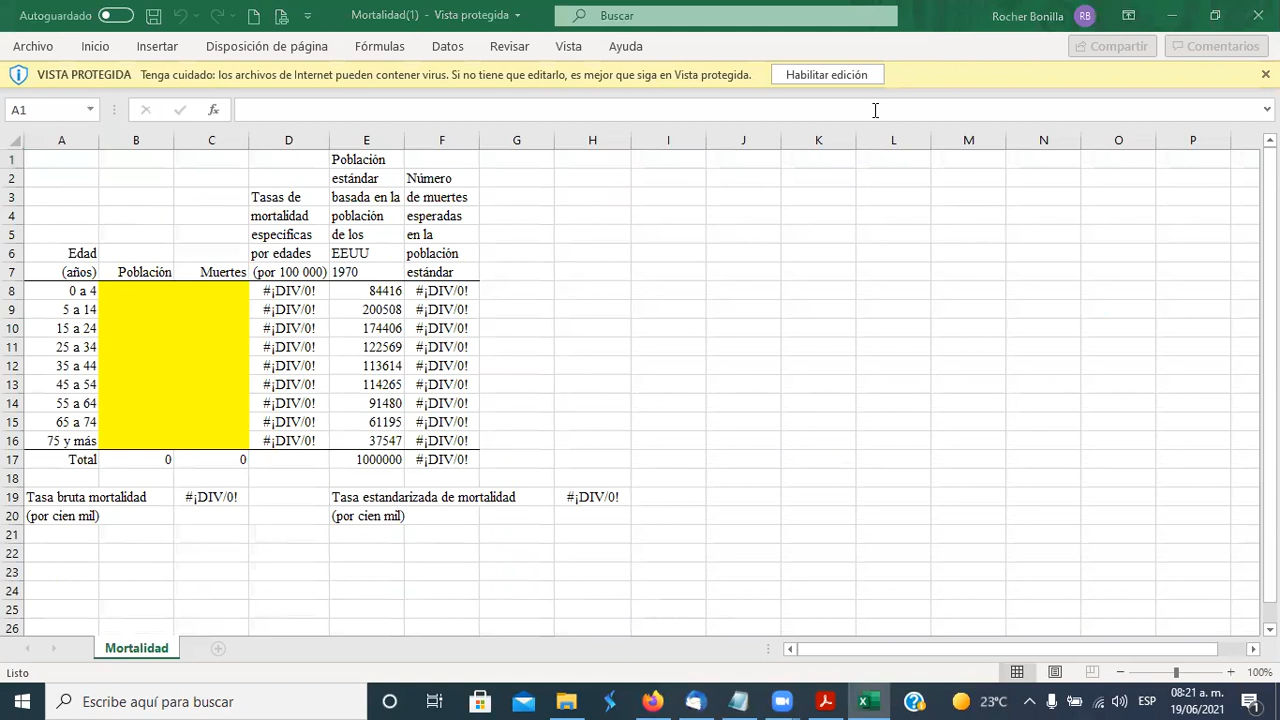 Autoguardado
Mortalidad(1) - Vista protegida
Buscar
Rocher Bonilla
RB
Archivo
Inicio
Insertar
Disposición de página
Fórmulas
Datos
Revisar
Vista
Ayuda
Compartir
Comentarios
VISTA PROTEGIDA
Tenga cuidado: los archivos de Internet pueden contener virus. Si no tiene que editarlo, es mejor que siga en Vista protegida.
Habilitar edición
A1
fx
A B C D E F G H I J K L M N O P
1 Población
2 estándar Número
3 Tasas de basada en la de muertes
4 mortalidad población esperadas
5 específicas de los en la
6 Edad por edades EEUU población
7 (años) Población Muertes (por 100 000) 1970 estándar
8 0 a 4 #¡DIV/0! 84416 #¡DIV/0!
9 5 a 14 #¡DIV/0! 200508 #¡DIV/0!
10 15 a 24 #¡DIV/0! 174406 #¡DIV/0!
11 25 a 34 #¡DIV/0! 122569 #¡DIV/0!
12 35 a 44 #¡DIV/0! 113614 #¡DIV/0!
13 45 a 54 #¡DIV/0! 114265 #¡DIV/0!
14 55 a 64 #¡DIV/0! 91480 #¡DIV/0!
15 65 a 74 #¡DIV/0! 61195 #¡DIV/0!
16 75 y más #¡DIV/0! 37547 #¡DIV/0!
17 Total 0 0 1000000 #¡DIV/0!
18
19 Tasa bruta mortalidad #¡DIV/0! Tasa estandarizada de mortalidad #¡DIV/0!
20 (por cien mil) (por cien mil)
21
22
23
24
25
26
Mortalidad
Listo
100%
Escribe aquí para buscar
23°C
ESP
08:21 a. m.
19/06/2021
1